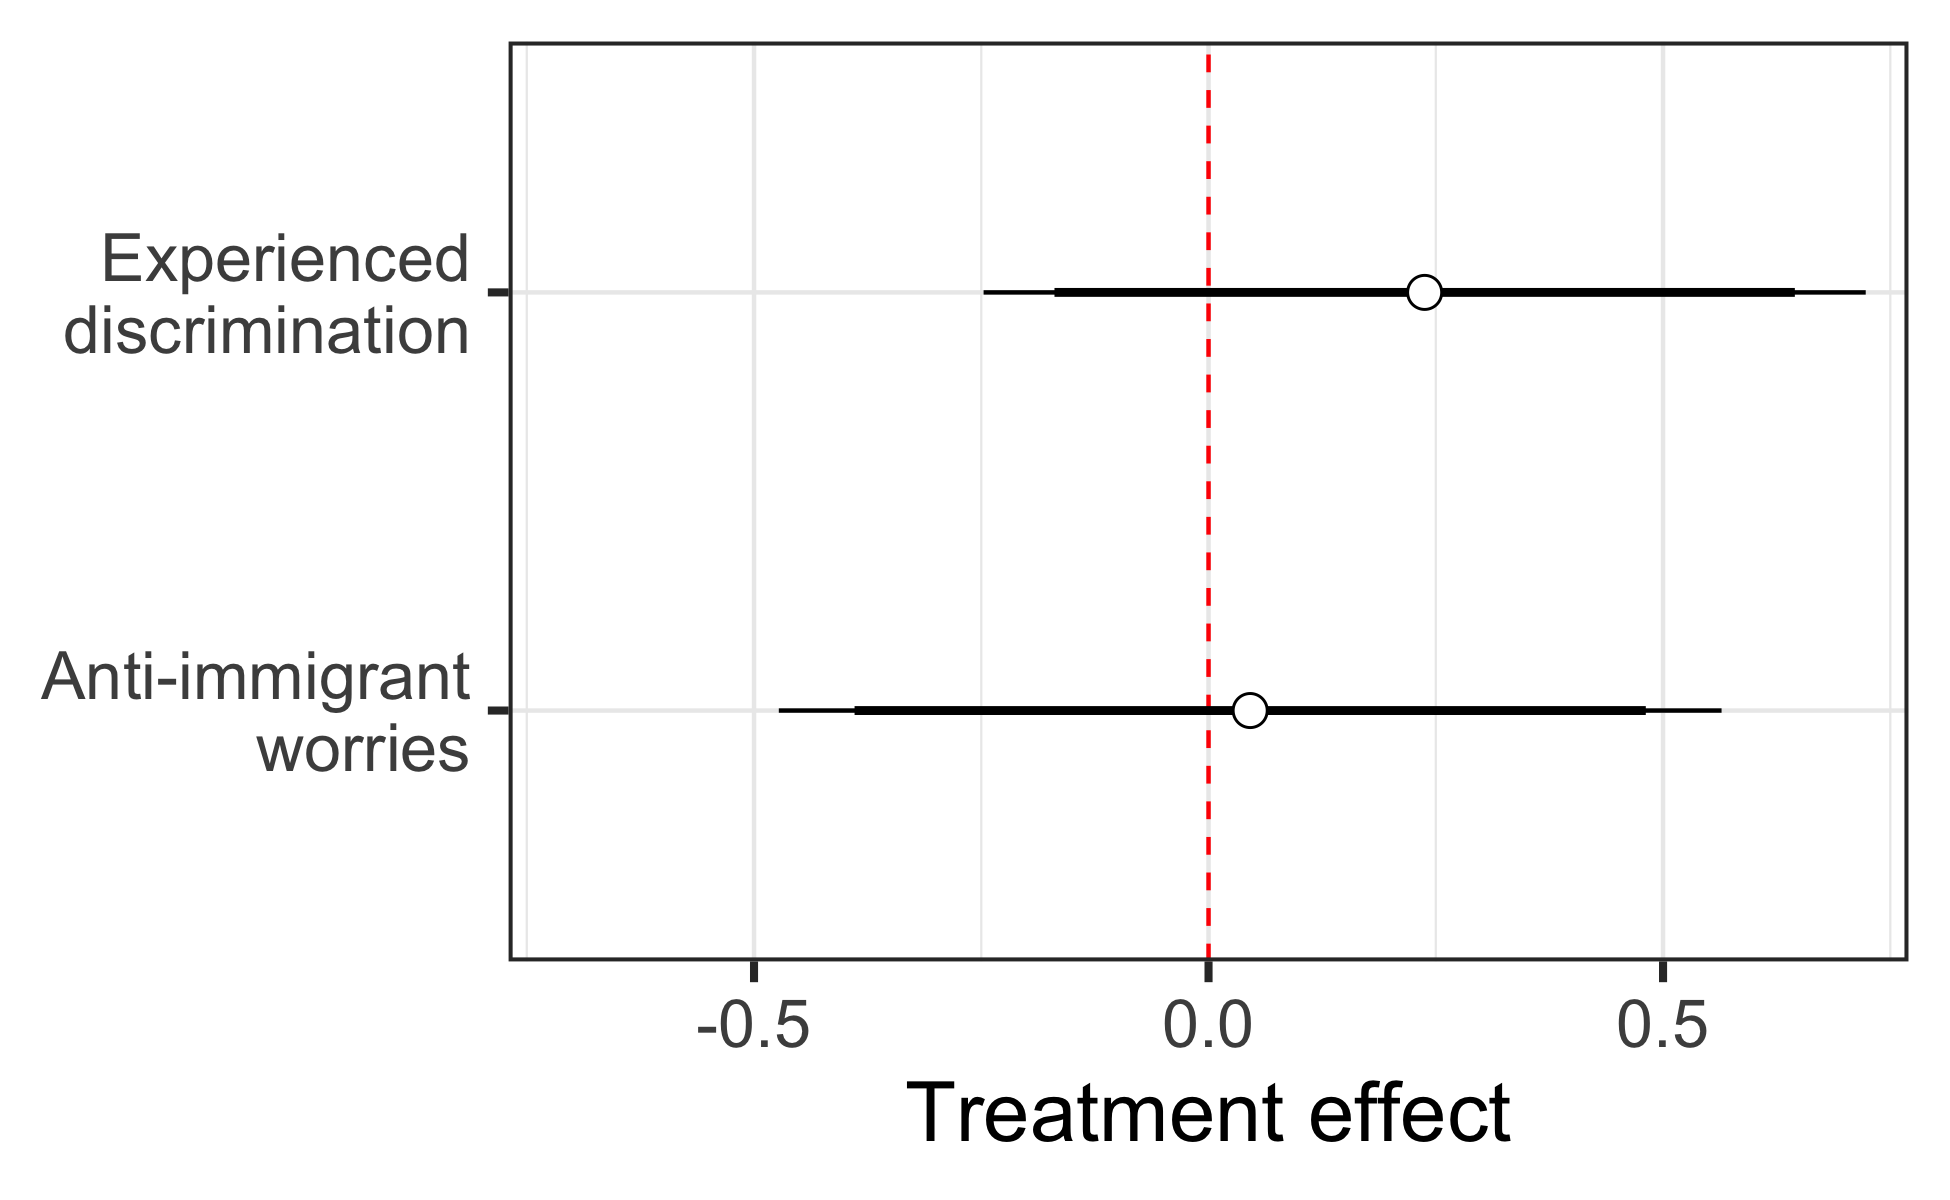 Experienced
discrimination
Anti-immigrant
worries
-0.5
0.0
0.5
Treatment effect